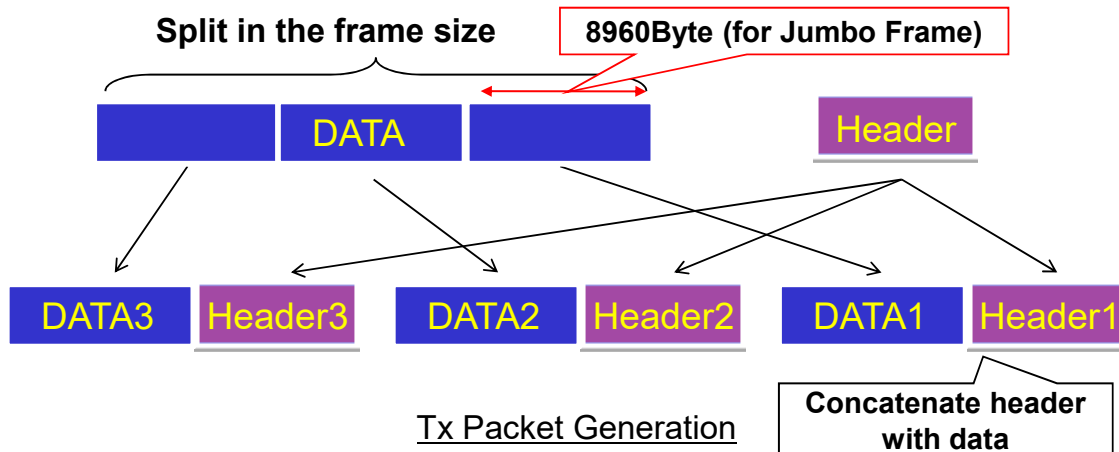 Split in the frame size
8960Byte (for Jumbo Frame)
DATA
Header
DATA3
Header3
DATA2
Header2
DATA1
Header1
Concatenate header
with data
Tx Packet Generation